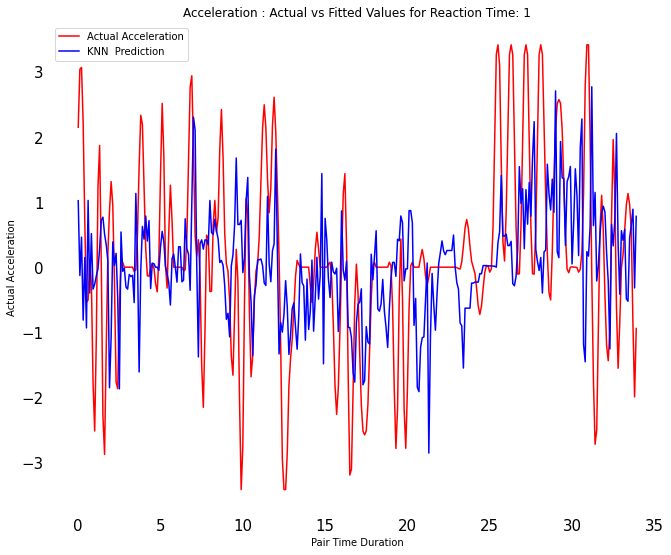 Acceleration : Actual vs Fitted Values for Reaction Time: 1
Actual Acceleration
KNN  Prediction
3
2
1
0
−1
−2
−3
Actual Acceleration
0 5 10 15 20 25 30 35
Pair Time Duration